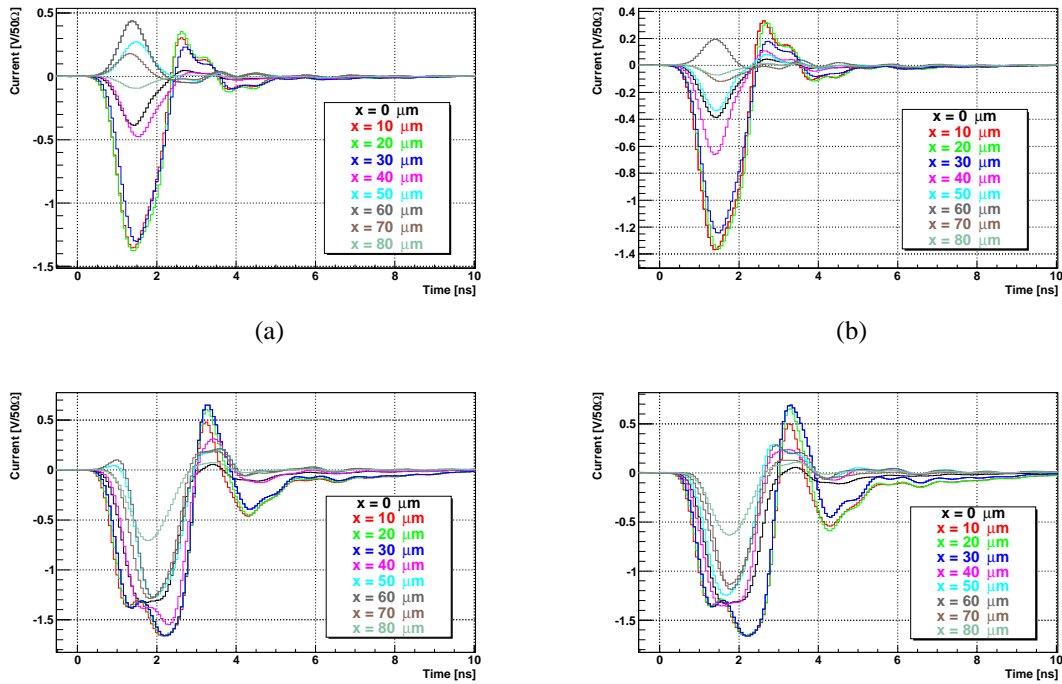 Current [V/50Ω]
0.5
0
-0.5
-1
-1.5
x = 0 μm
x = 10 μm
x = 20 μm
x = 30 μm
x = 40 μm
x = 50 μm
x = 60 μm
x = 70 μm
x = 80 μm
0 2 4 6 8 10
Time [ns]
(a)
Current [V/50Ω]
0.4
0.2
0
-0.2
-0.4
-0.6
-0.8
-1
-1.2
-1.4
x = 0 μm
x = 10 μm
x = 20 μm
x = 30 μm
x = 40 μm
x = 50 μm
x = 60 μm
x = 70 μm
x = 80 μm
0 2 4 6 8 10
Time [ns]
(b)
Current [V/50Ω]
0.5
0
-0.5
-1
-1.5
x = 0 μm
x = 10 μm
x = 20 μm
x = 30 μm
x = 40 μm
x = 50 μm
x = 60 μm
x = 70 μm
x = 80 μm
0 2 4 6 8 10
Time [ns]
Current [V/50Ω]
0.5
0
-0.5
-1
-1.5
x = 0 μm
x = 10 μm
x = 20 μm
x = 30 μm
x = 40 μm
x = 50 μm
x = 60 μm
x = 70 μm
x = 80 μm
0 2 4 6 8 10
Time [ns]